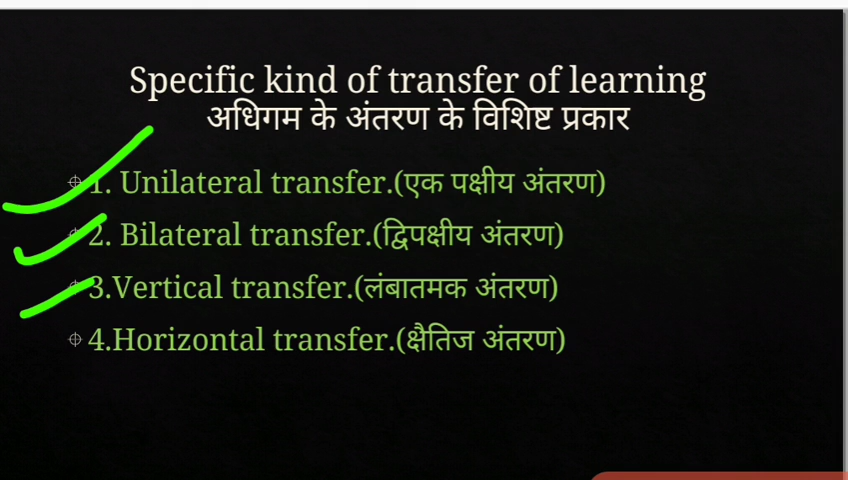 Specific kind of transfer of learning
अधिगम के अंतरण के विशिष्ट प्रकार
1. Unilateral transfer.(एक पक्षीय अंतरण)
2. Bilateral transfer.(द्विपक्षीय अंतरण)
3.Vertical transfer.(लंबातमक अंतरण)
4.Horizontal transfer.(क्षैतिज अंतरण)